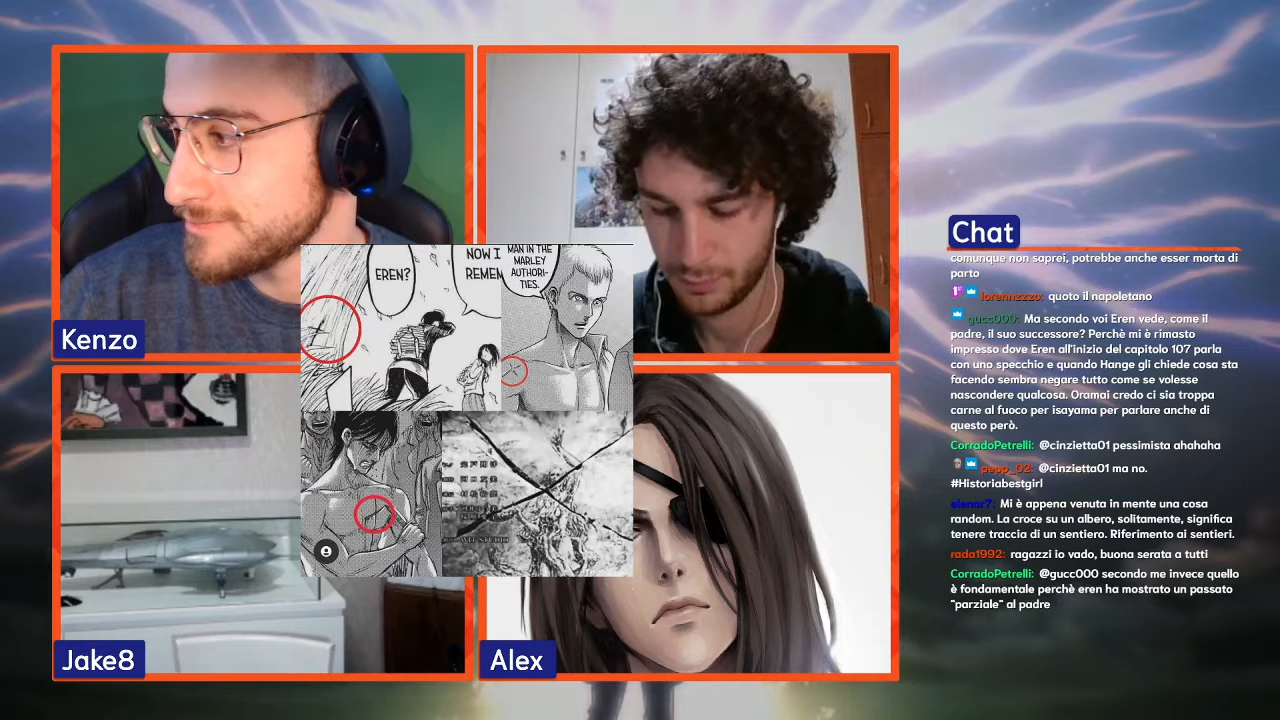 Kenzo
EREN?
NOW I
REMEM
MAN IN THE
MARLEY
AUTHORI-
TIES.
Jake8
Alex
Chat
comunque non saprei, potrebbe anche esser morta di
parto
lorennzzzo: quoto il napoletano
gucc000: Ma secondo voi Eren vede, come il
padre, il suo successore? Perchè mi è rimasto
impresso dove Eren all'inizio del capitolo 107 parla
con uno specchio e quando Hange gli chiede cosa sta
facendo sembra negare tutto come se volesse
nascondere qualcosa. Oramai credo ci sia troppa
carne al fuoco per isayama per parlare anche di
questo però.
CorradoPetrelli: @cinzietta01 pessimista ahahaha
pepp_02: @cinzietta01 ma no.
#Historiabestgirl
elenar7: Mi è appena venuta in mente una cosa
random. La croce su un albero, solitamente, significa
tenere traccia di un sentiero. Riferimento ai sentieri.
rada1992: ragazzi io vado, buona serata a tutti
CorradoPetrelli: @gucc000 secondo me invece quello
è fondamentale perchè eren ha mostrato un passato
"parziale" al padre